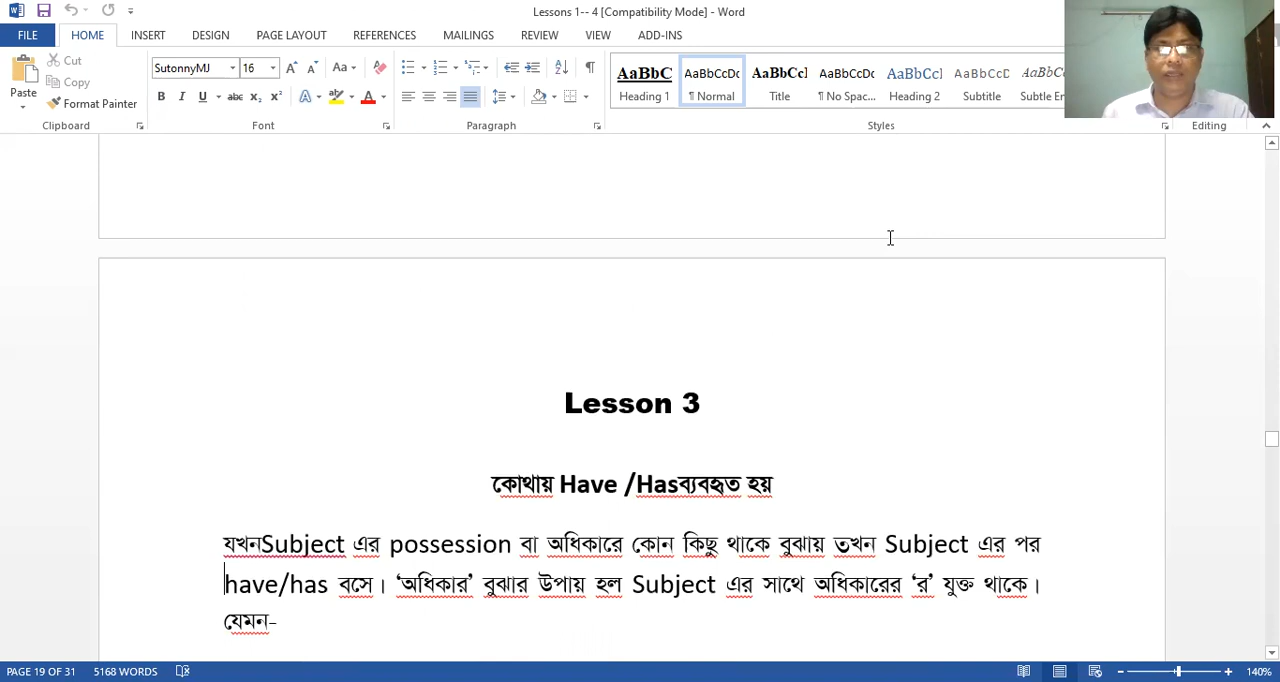 Lessons 1-- 4 [Compatibility Mode] - Word
FILE HOME INSERT DESIGN PAGE LAYOUT REFERENCES MAILINGS REVIEW VIEW ADD-INS
Paste Cut Copy Format Painter
SutonnyMJ 16
AaBbC AaBbCcDc AaBbCcl AaBbCcDc AaBbCcl AaBbCcD AaBbCc
Heading 1 ¶ Normal Title ¶ No Spac... Heading 2 Subtitle Subtle Em
Clipboard Font Paragraph Styles Editing
Lesson 3
কোথায় Have /Hasব্যবহৃত হয়
যখনSubject এর possession বা অধিকারে কোন কিছু থাকে বুঝায় তখন Subject এর পর
have/has বসে। ‘অধিকার’ বুঝার উপায় হল Subject এর সাথে অধিকারের ‘র’ যুক্ত থাকে।
যেমন-
PAGE 19 OF 31 5168 WORDS 140%